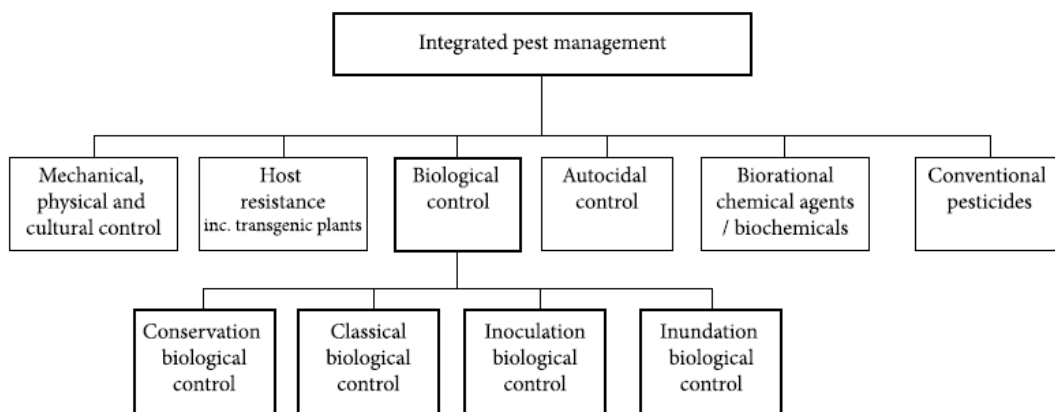 Integrated pest management
Mechanical,
physical and
cultural control
Host
resistance
inc. transgenic plants
Biological
control
Autocidal
control
Biorational
chemical agents
/ biochemicals
Conventional
pesticides
Conservation
biological
control
Classical
biological
control
Inoculation
biological
control
Inundation
biological
control